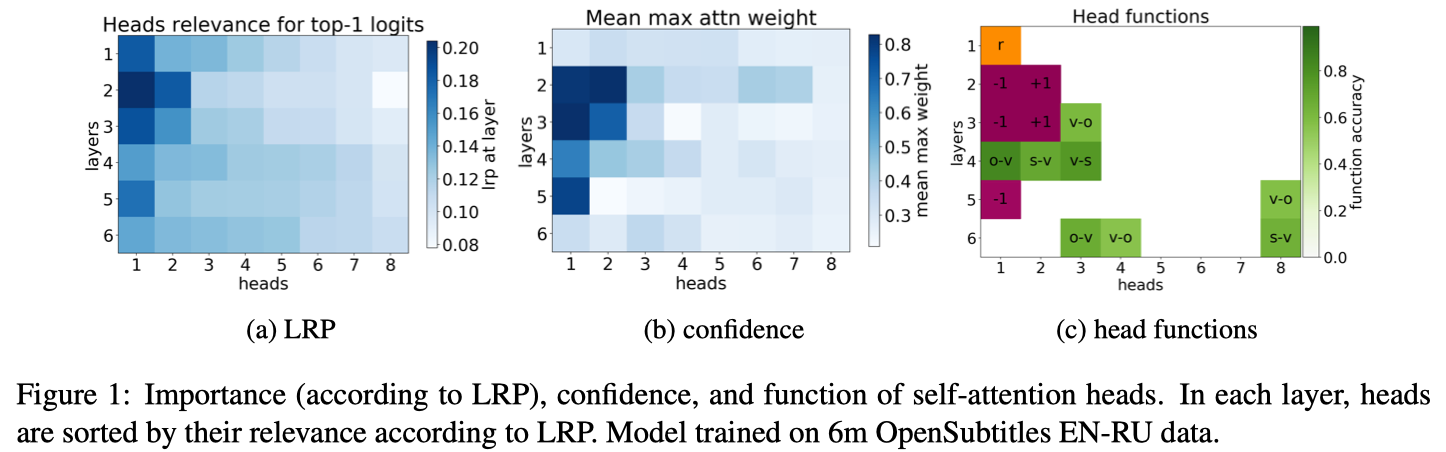 Heads relevance for top-1 logits
1
2
3
4
5
6
layers
1 2 3 4 5 6 7 8
heads
0.20
0.18
0.16
0.14
0.12
0.10
0.08
lrp at layer
(a) LRP
Mean max attn weight
1
2
3
4
5
6
layers
1 2 3 4 5 6 7 8
heads
0.8
0.7
0.6
0.5
0.4
0.3
mean max weight
(b) confidence
Head functions
1 r
2 -1 +1
3 -1 +1 v-o
4 o-v s-v v-s
5 -1 v-o
6 o-v v-o s-v
layers
1 2 3 4 5 6 7 8
heads
0.8
0.6
0.4
0.2
0.0
function accuracy
(c) head functions
Figure 1: Importance (according to LRP), confidence, and function of self-attention heads. In each layer, heads
are sorted by their relevance according to LRP. Model trained on 6m OpenSubtitles EN-RU data.